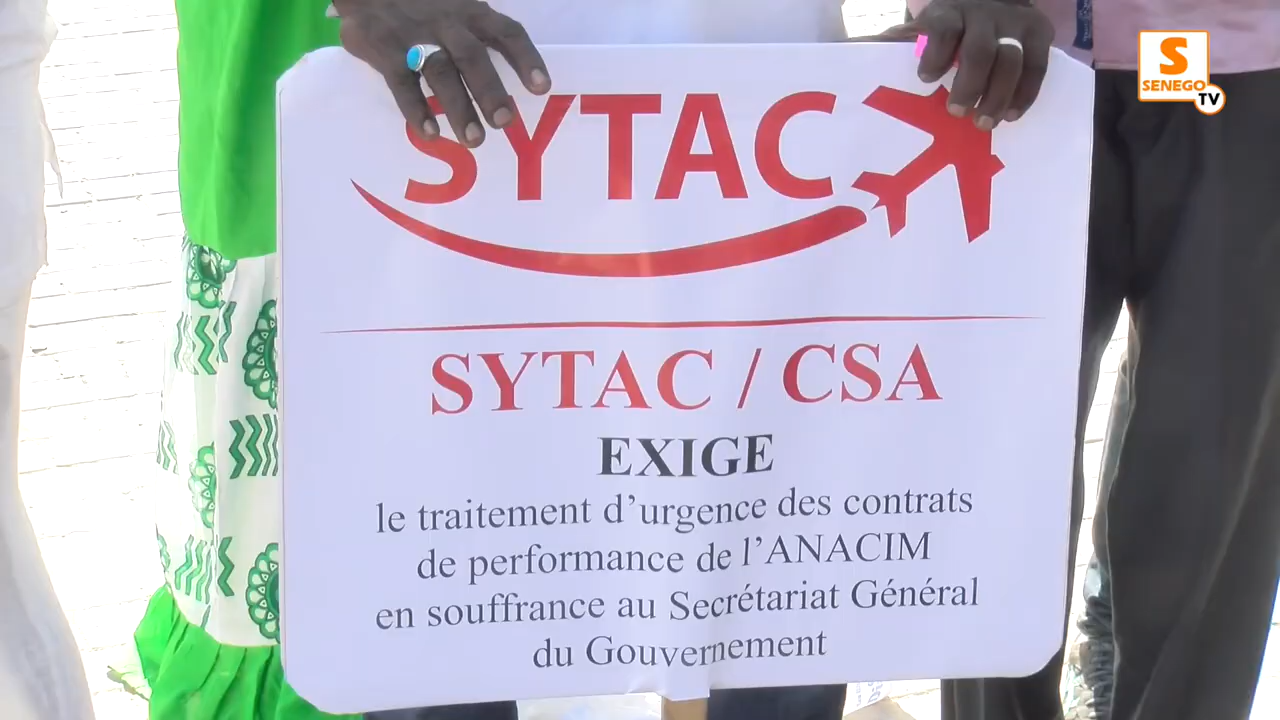 S
SENEGO
TV
SYTAC
SYTAC / CSA
EXIGE
le traitement d'urgence des contrats
de performance de l'ANACIM
en souffrance au Secrétariat Général
du Gouvernement